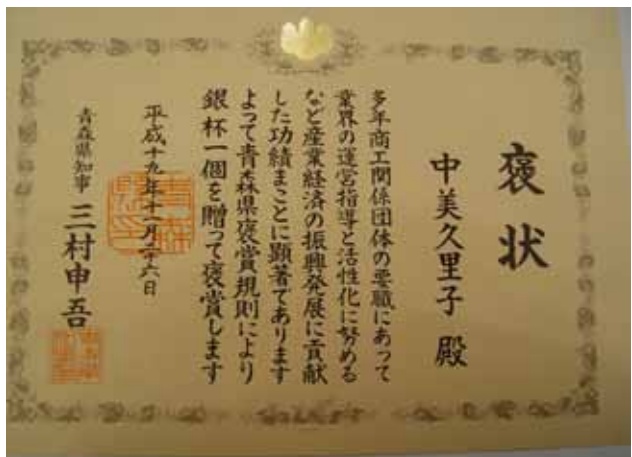 褒状
中美久里子 殿
多年商工関係団体の要職にあって
業界の運営指導と活性化に努める
など産業経済の振興発展に貢献
した功績まことに顕著であります
よって青森県褒賞規則により
銀杯一個を贈って褒賞します
平成十九年十一月二十六日
青森県知事 三村申吾